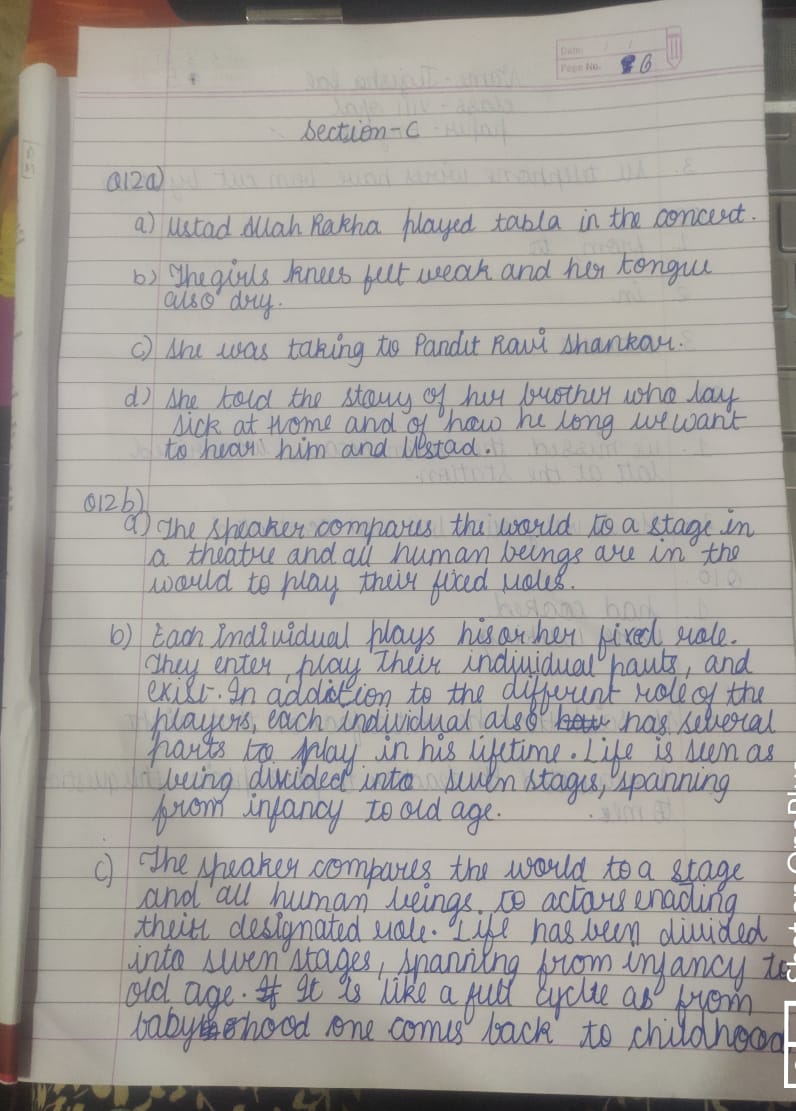 Date: / /
Page No. 6
Section-C
Q12a)
a) Ustad Allah Rakha played tabla in the concert.
b) The girls knees felt weak and her tongue
also dry.
c) She was taking to Pandit Ravi Shankar.
d) She told the story of her brother who lay
sick at Home and of how he long we want
to hear him and Ustad.
Q12b)
a) The speaker compares the world to a stage in
a theatre and all human beings are in the
world to play their fixed roles.
b) Each individual plays his or her fixed role.
They enter, play their individual parts, and
exist. In addition to the different role of the
players, each individual also has several
parts to play in his lifetime. Life is seen as
being divided into seven stages, spanning
from infancy to old age.
c) The speaker compares the world to a stage
and all human beings to actors enacting
their designated role. Life has been divided
into seven stages, spanning from infancy to
old age. It is like a full cycle as from
babyhood one comes back to childhood
Shot on OnePlus